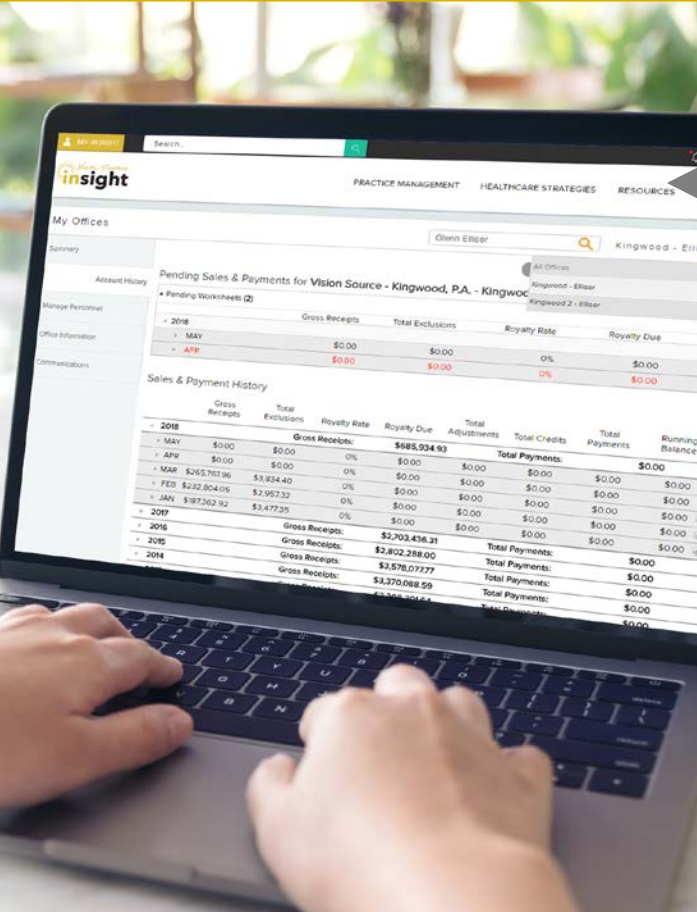 MY INSIGHT Search...
Vision Source
insight
PRACTICE MANAGEMENT HEALTHCARE STRATEGIES RESOURCES
My Offices
Glenn Ellisor
Kingwood - Elli
Summary
Account History
Manage Personnel
Office Information
Communications
All Offices
Kingwood - Ellisor
Kingwood 2 - Ellisor
Pending Sales & Payments for Vision Source - Kingwood, P.A. - Kingwoo
Pending Worksheets (2)
2018 Gross Receipts Total Exclusions Royalty Rate Royalty Due
MAY $0.00 $0.00 0% $0.00
APR $0.00 $0.00 0% $0.00
Sales & Payment History
Gross Receipts Total Exclusions Royalty Rate Royalty Due Total Adjustments Total Credits Total Payments Running Balance
2018 Gross Receipts: $685,934.93 Total Payments: $0.00
MAY $0.00 $0.00 0% $0.00 $0.00 $0.00 $0.00 $0.00
APR $0.00 $0.00 0% $0.00 $0.00 $0.00 $0.00 $0.00
MAR $265,767.96 $3,834.40 0% $0.00 $0.00 $0.00 $0.00 $0.00
FEB $232,804.05 $2,957.32 0% $0.00 $0.00 $0.00 $0.00 $0.00
JAN $187,362.92 $3,477.35 0% $0.00 $0.00 $0.00 $0.00 $0.00
2017 Gross Receipts: $2,703,436.31 Total Payments: $0.00
2016 Gross Receipts: $2,802,288.00 Total Payments: $0.00
2015 Gross Receipts: $3,578,077.77 Total Payments: $0.00
2014 Gross Receipts: $3,370,088.59 Total Payments: $0.00